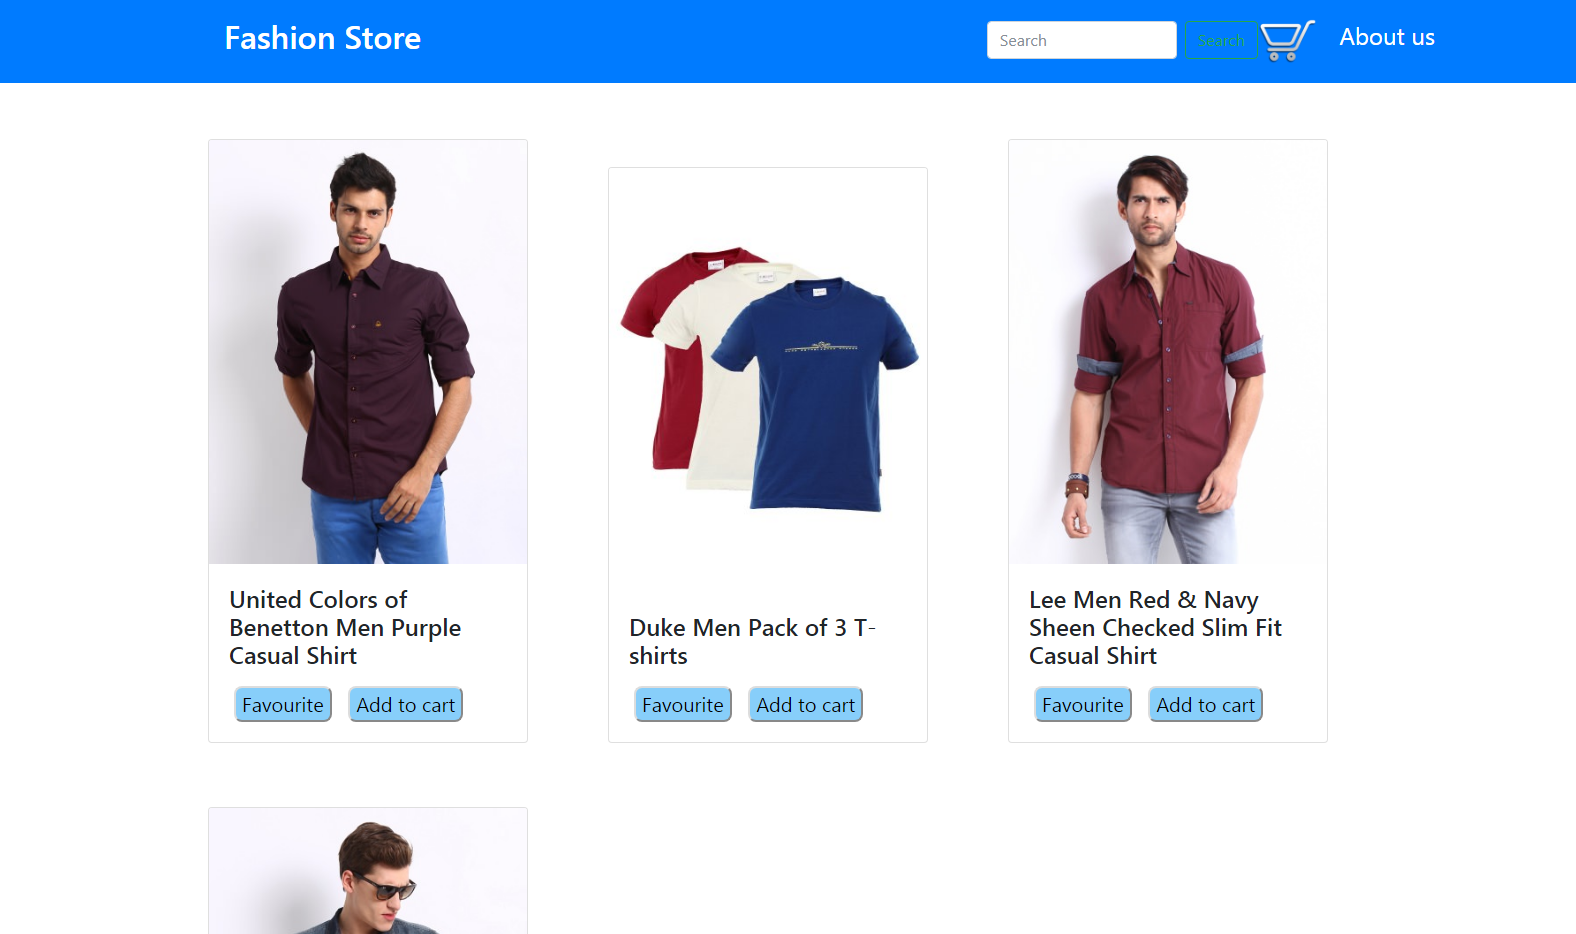 Fashion Store
Search
Search
About us
United Colors of
Benetton Men Purple
Casual Shirt
Favourite
Add to cart
Duke Men Pack of 3 T-
shirts
Favourite
Add to cart
Lee Men Red & Navy
Sheen Checked Slim Fit
Casual Shirt
Favourite
Add to cart